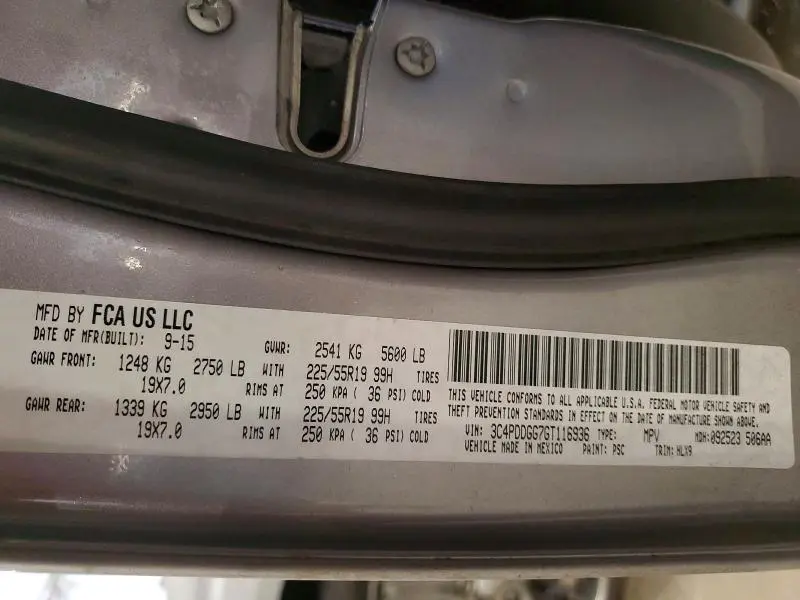 MFD BY FCA US LLC
DATE OF MFR(BUILT): 9-15 GVWR: 2541 KG 5600 LB
GAWR FRONT: 1248 KG 2750 LB WITH 225/55R19 99H TIRES
19X7.0 RIMS AT 250 KPA ( 36 PSI) COLD
GAWR REAR: 1339 KG 2950 LB WITH 225/55R19 99H TIRES
19X7.0 RIMS AT 250 KPA ( 36 PSI) COLD
THIS VEHICLE CONFORMS TO ALL APPLICABLE U.S.A. FEDERAL MOTOR VEHICLE SAFETY AND
THEFT PREVENTION STANDARDS IN EFFECT ON THE DATE OF MANUFACTURE SHOWN ABOVE.
VIN: 3C4PDDGG7GT116936 TYPE: MPV MDH:092523 506AA
VEHICLE MADE IN MEXICO PAINT: PSC TRIM: HLX9